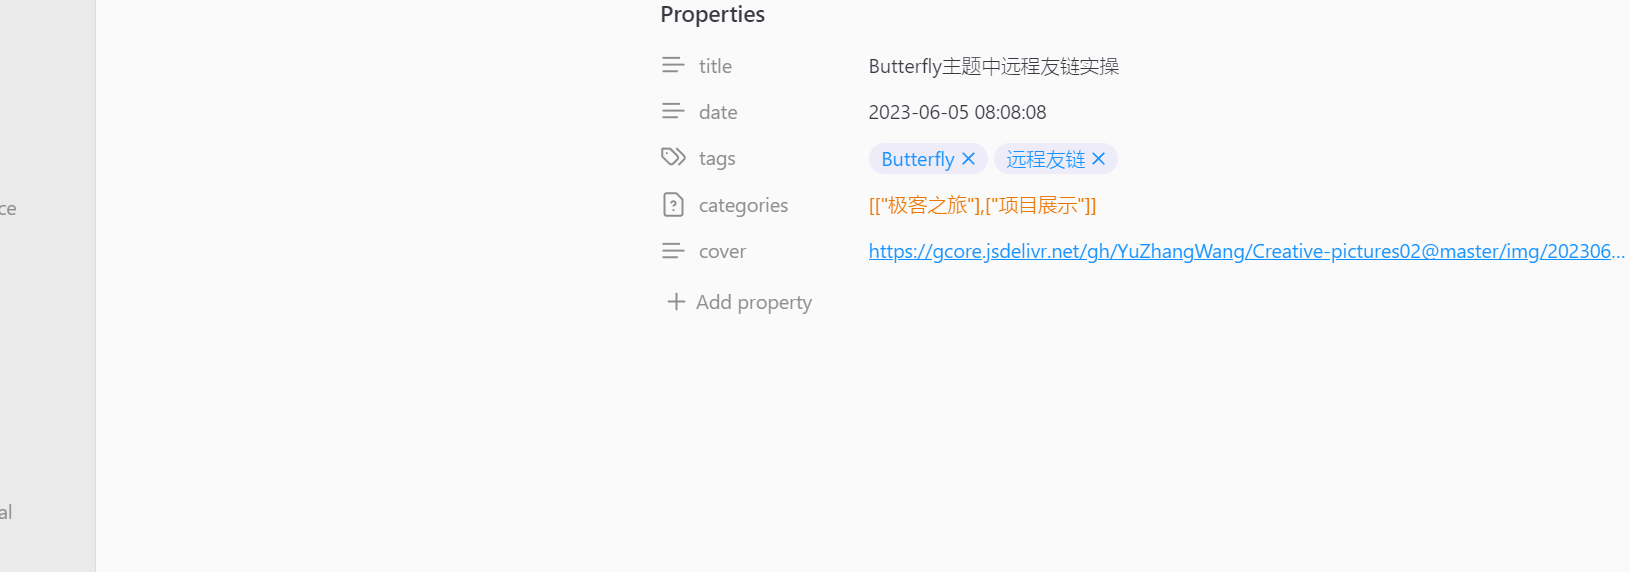 Properties
title Butterfly主题中远程友链实操
date 2023-06-05 08:08:08
tags Butterfly 远程友链
ce
categories [["极客之旅"],["项目展示"]]
cover https://gcore.jsdelivr.net/gh/YuZhangWang/Creative-pictures02@master/img/202306...
Add property
al